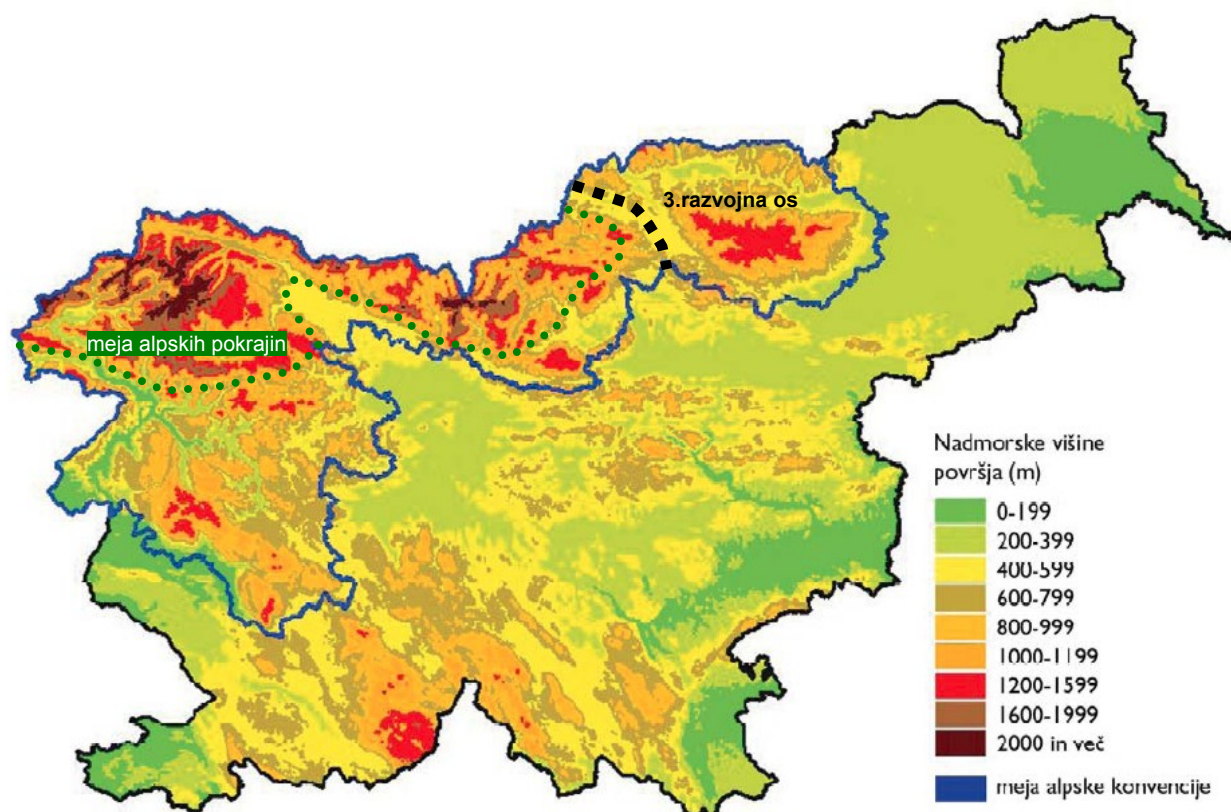 3.razvojna os
meja alpskih pokrajin
Nadmorske višine
površja (m)
0-199
200-399
400-599
600-799
800-999
1000-1199
1200-1599
1600-1999
2000 in več
meja alpske konvencije